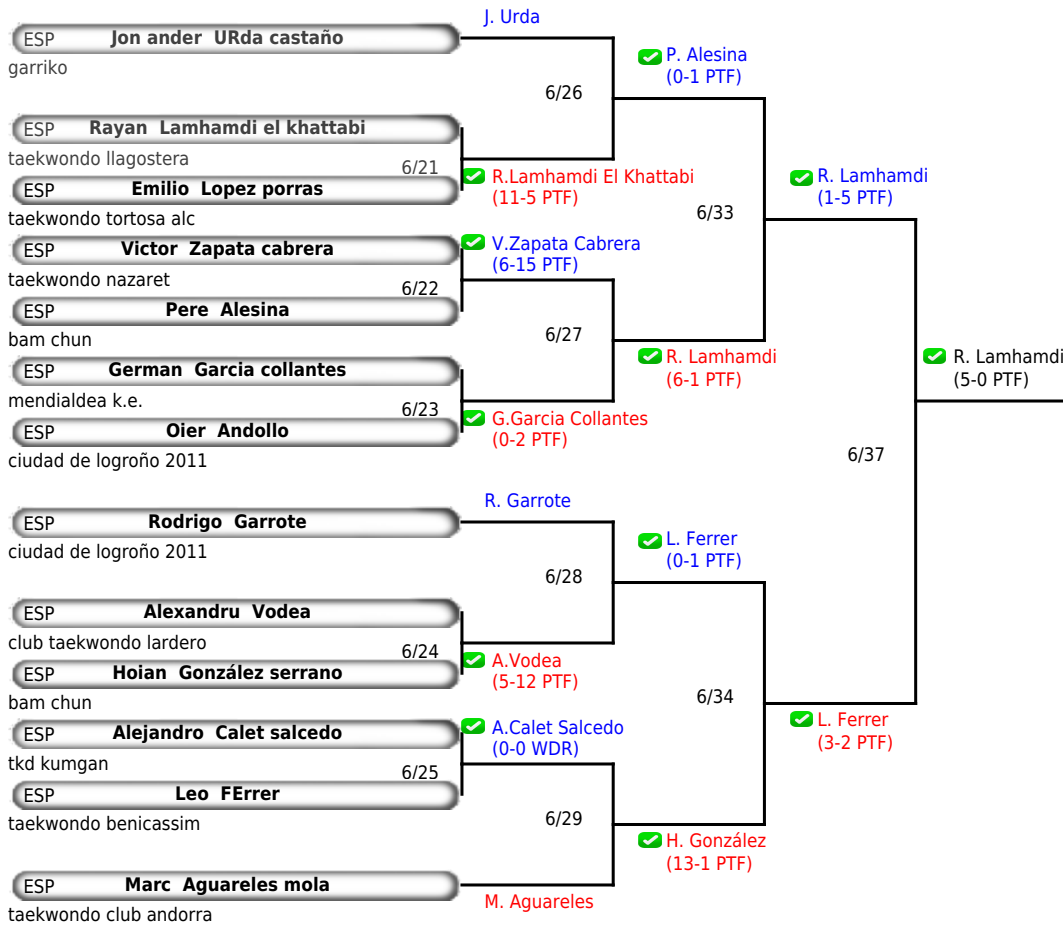 J. Urda
ESP Jon ander URda castaño
garriko
P. Alesina
(0-1 PTF)
6/26
ESP Rayan Lamhamdi el khattabi
taekwondo llagostera
6/21
R.Lamhamdi El Khattabi
(11-5 PTF)
R. Lamhamdi
(1-5 PTF)
ESP Emilio Lopez porras
taekwondo tortosa alc
6/33
ESP Victor Zapata cabrera
V.Zapata Cabrera
(6-15 PTF)
taekwondo nazaret
6/22
ESP Pere Alesina
bam chun
6/27
ESP German Garcia collantes
R. Lamhamdi
(6-1 PTF)
R. Lamhamdi
(5-0 PTF)
mendialdea k.e.
6/23
G.Garcia Collantes
(0-2 PTF)
ESP Oier Andollo
ciudad de logroño 2011
6/37
R. Garrote
ESP Rodrigo Garrote
ciudad de logroño 2011
L. Ferrer
(0-1 PTF)
6/28
ESP Alexandru Vodea
club taekwondo lardero
6/24
A.Vodea
(5-12 PTF)
ESP Hoian González serrano
bam chun
6/34
ESP Alejandro Calet salcedo
A.Calet Salcedo
(0-0 WDR)
L. Ferrer
(3-2 PTF)
tkd kumgan
6/25
ESP Leo FErrer
taekwondo benicassim
6/29
H. González
(13-1 PTF)
ESP Marc Aguareles mola
M. Aguareles
taekwondo club andorra